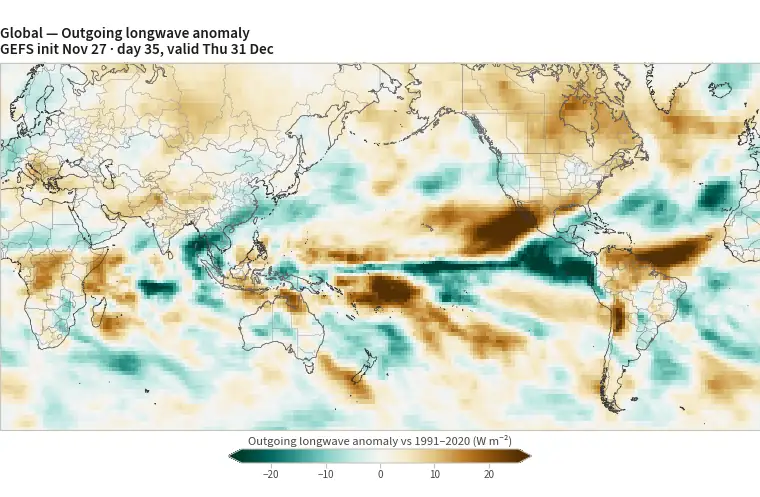 Global — Outgoing longwave anomaly
GEFS init Nov 27 · day 35, valid Thu 31 Dec
Outgoing longwave anomaly vs 1991–2020 (W m⁻²)
−20 −10 0 10 20